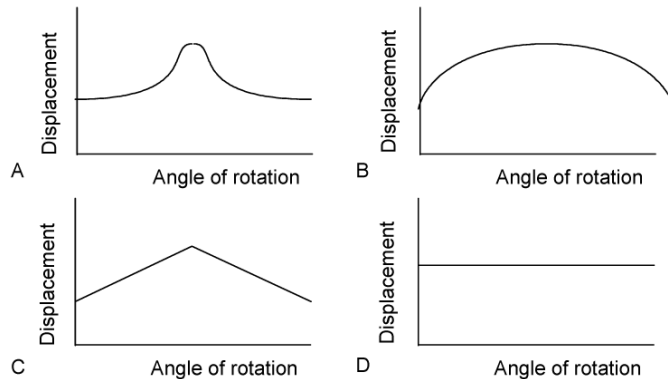 Displacement
Angle of rotation
A
Displacement
Angle of rotation
B
Displacement
Angle of rotation
C
Displacement
Angle of rotation
D